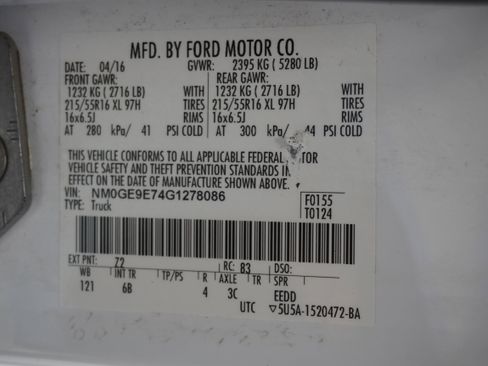 MFD. BY FORD MOTOR CO.
DATE: 04/16 GVWR: 2395 KG ( 5280 LB)
FRONT GAWR: REAR GAWR:
1232 KG ( 2716 LB) WITH 1232 KG ( 2716 LB) WITH
215/55R16 XL 97H TIRES 215/55R16 XL 97H TIRES
16x6.5J RIMS 16x6.5J RIMS
AT 280 kPa/ 41 PSI COLD AT 300 kPa/ 44 PSI COLD
THIS VEHICLE CONFORMS TO ALL APPLICABLE FEDERAL MOTOR
VEHICLE SAFETY AND THEFT PREVENTION STANDARDS IN
EFFECT ON THE DATE OF MANUFACTURE SHOWN ABOVE.
VIN: NM0GE9E74G1278086 F0155
TYPE: Truck T0124
EXT PNT: Z2 RC: 83 DSO:
WB INT TR TP/PS R AXLE TR SPR
121 6B 4 3C EEDD
UTC ▽5U5A-1520472-BA